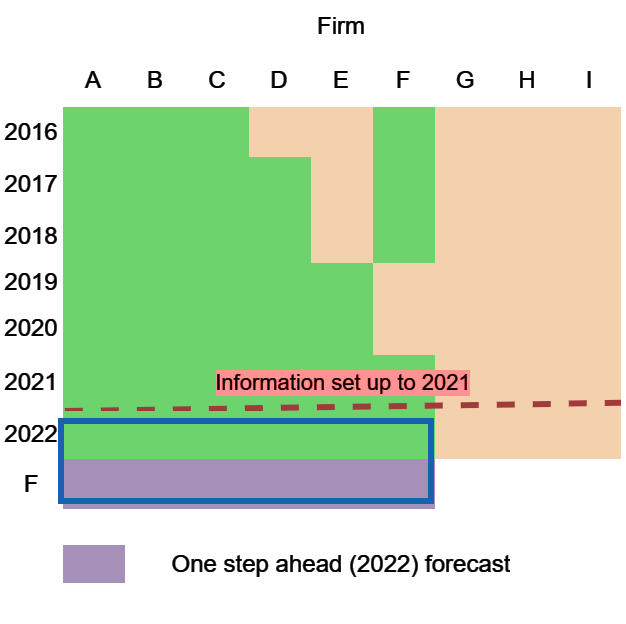 Firm
A B C D E F G H I
2016
2017
2018
2019
2020
2021
Information set up to 2021
2022
F
One step ahead (2022) forecast